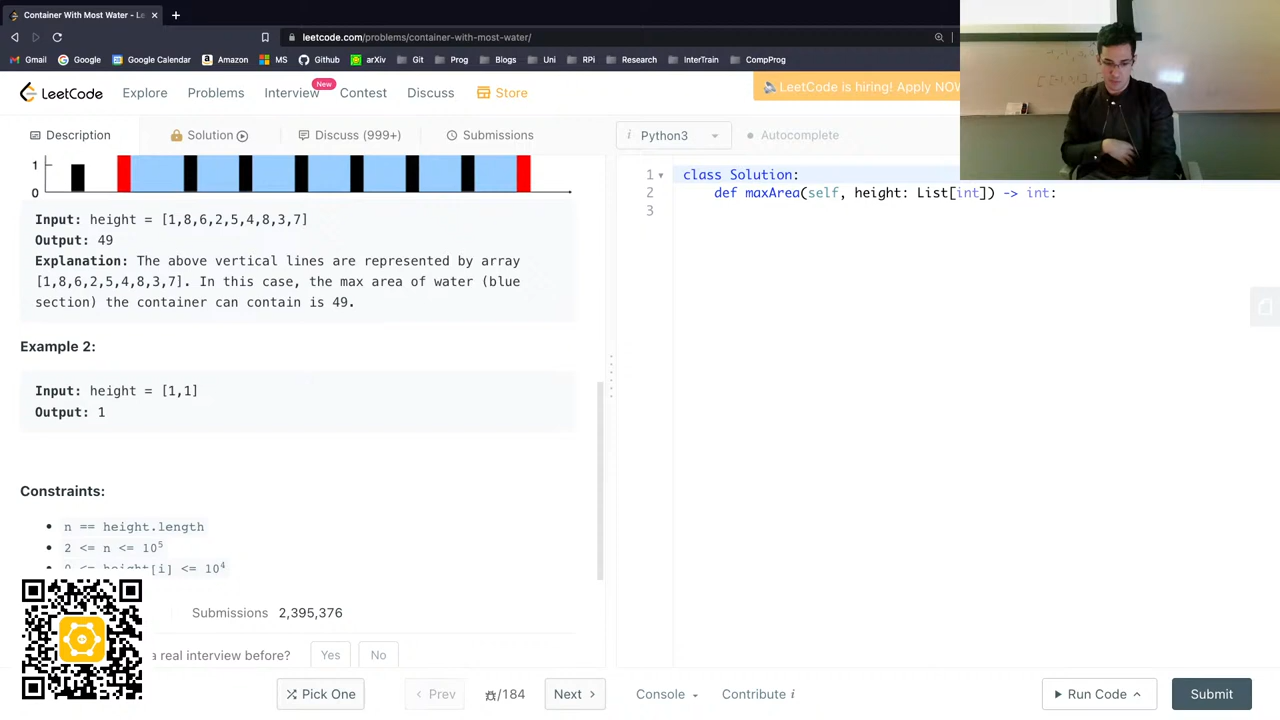 Container With Most Water - Le
leetcode.com/problems/container-with-most-water/
Gmail Google Google Calendar Amazon MS Github arXiv Git Prog Blogs Uni RPi Research InterTrain CompProg
LeetCode Explore Problems Interview New Contest Discuss Store
LeetCode is hiring! Apply NOW
Description Solution Discuss (999+) Submissions
Python3 Autocomplete
1
0
Input: height = [1,8,6,2,5,4,8,3,7]
Output: 49
Explanation: The above vertical lines are represented by array
[1,8,6,2,5,4,8,3,7]. In this case, the max area of water (blue
section) the container can contain is 49.
Example 2:
Input: height = [1,1]
Output: 1
Constraints:
n == height.length
2 <= n <= 10⁵
0 <= height[i] <= 10⁴
Submissions 2,395,376
a real interview before? Yes No
Pick One Prev /184 Next
1 class Solution:
2 def maxArea(self, height: List[int]) -> int:
3
Console Contribute i Run Code Submit